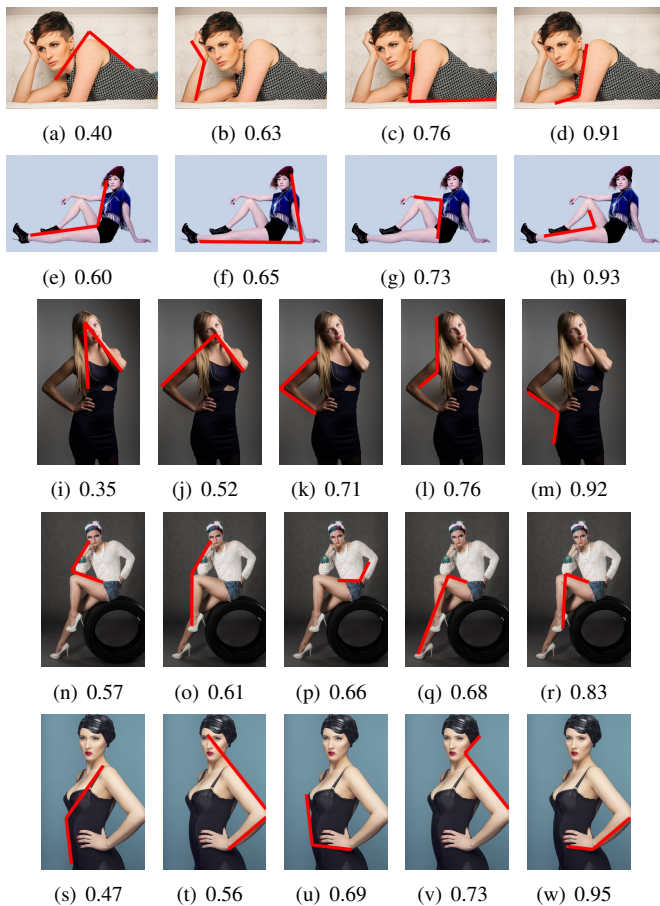 (a) 0.40 (b) 0.63 (c) 0.76 (d) 0.91
(e) 0.60 (f) 0.65 (g) 0.73 (h) 0.93
(i) 0.35 (j) 0.52 (k) 0.71 (l) 0.76 (m) 0.92
(n) 0.57 (o) 0.61 (p) 0.66 (q) 0.68 (r) 0.83
(s) 0.47 (t) 0.56 (u) 0.69 (v) 0.73 (w) 0.95